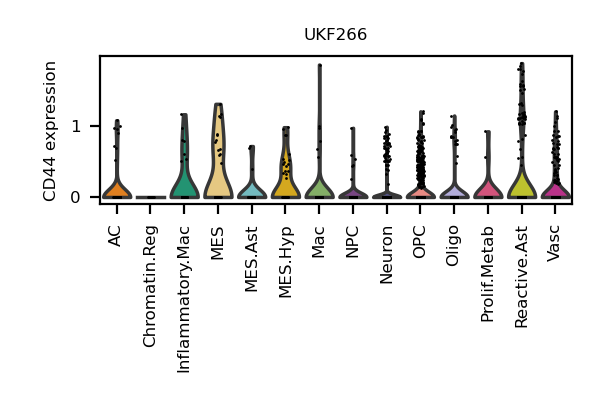 UKF266
CD44 expression
1
0
AC
Chromatin.Reg
Inflammatory.Mac
MES
MES.Ast
MES.Hyp
Mac
NPC
Neuron
OPC
Oligo
Prolif.Metab
Reactive.Ast
Vasc